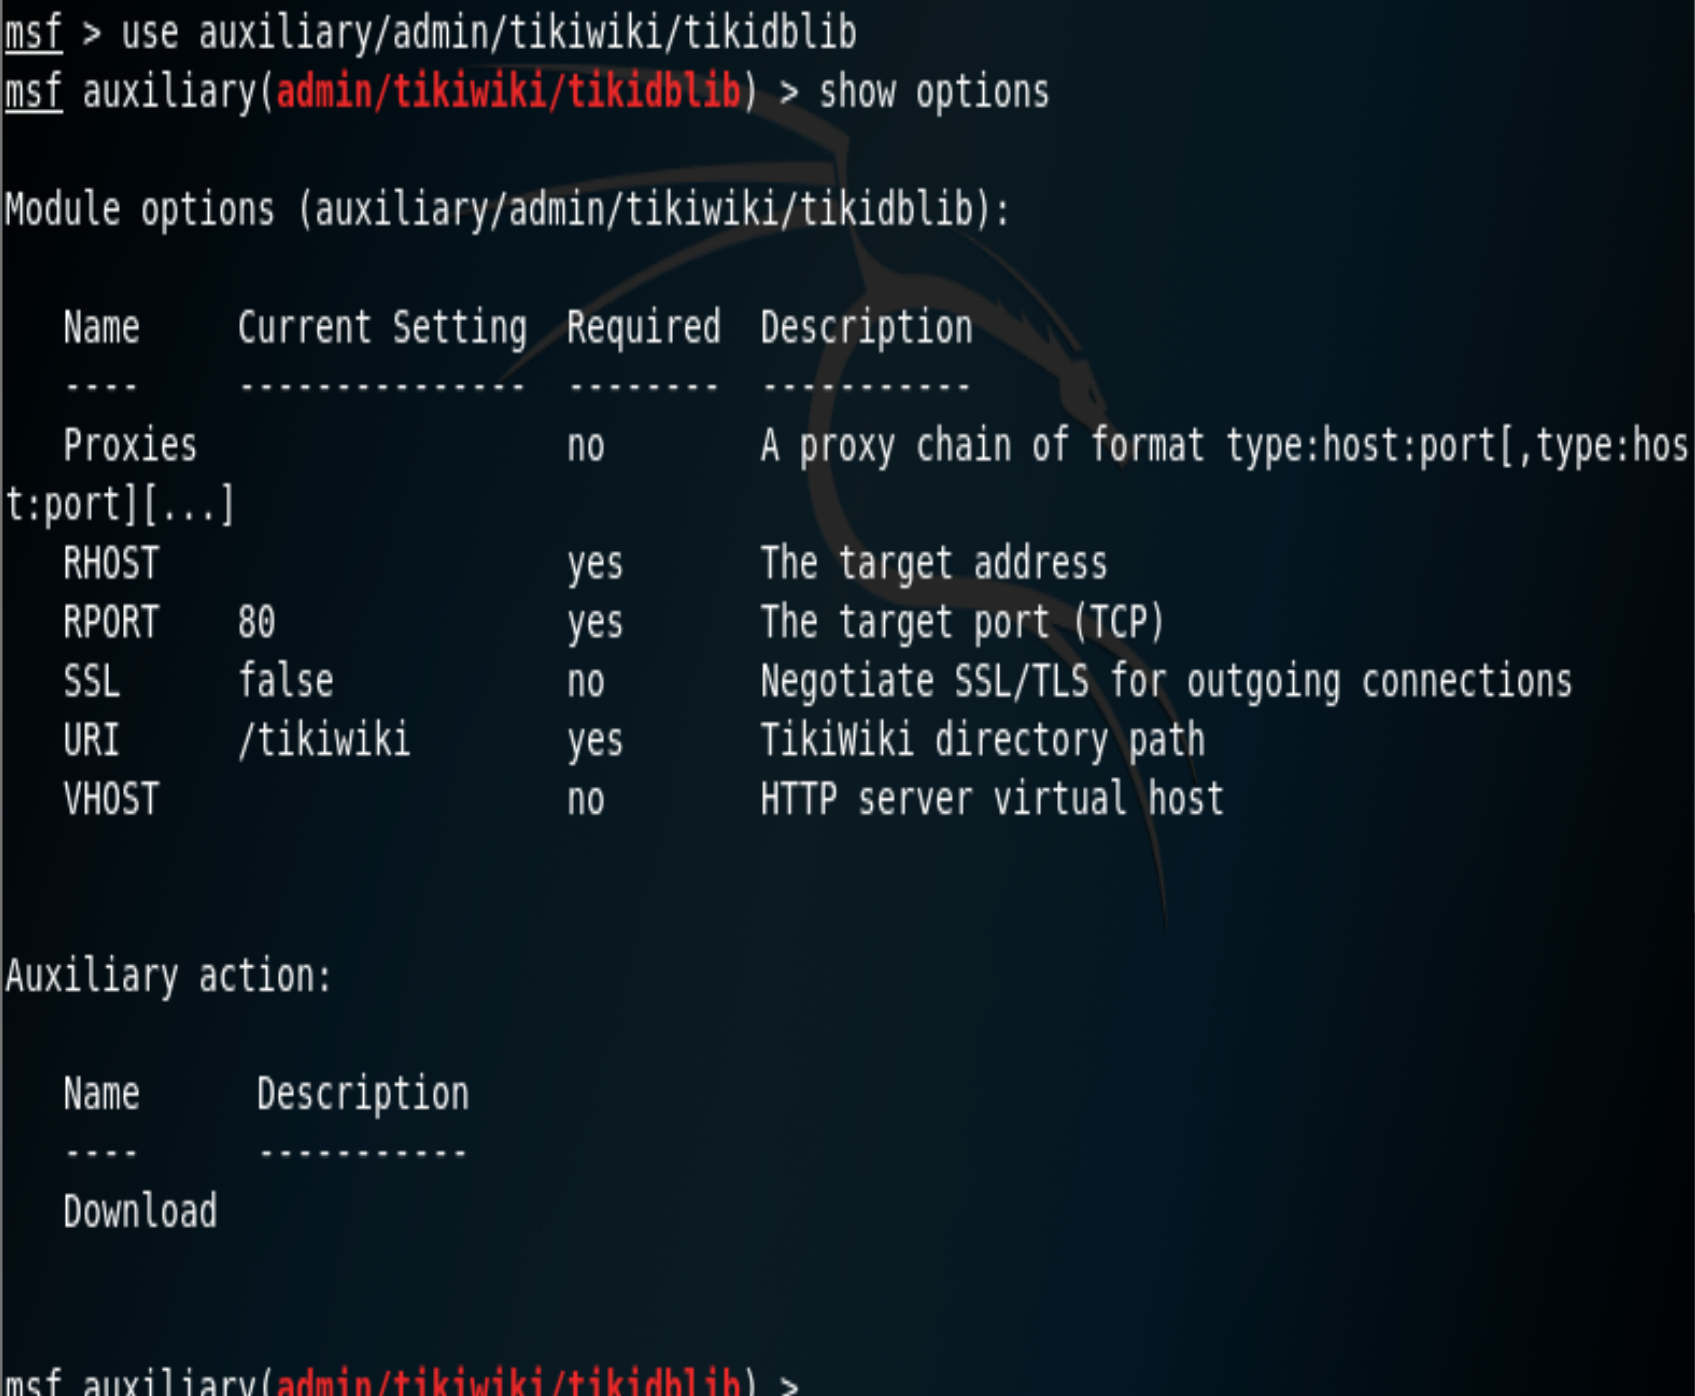 msf > use auxiliary/admin/tikiwiki/tikidblib
msf auxiliary(admin/tikiwiki/tikidblib) > show options
Module options (auxiliary/admin/tikiwiki/tikidblib):
Name Current Setting Required Description
---- --------------- -------- -----------
Proxies no A proxy chain of format type:host:port[,type:hos
t:port][...]
RHOST yes The target address
RPORT 80 yes The target port (TCP)
SSL false no Negotiate SSL/TLS for outgoing connections
URI /tikiwiki yes TikiWiki directory path
VHOST no HTTP server virtual host
Auxiliary action:
Name Description
---- -----------
Download
msf auxiliary(admin/tikiwiki/tikidblib) >